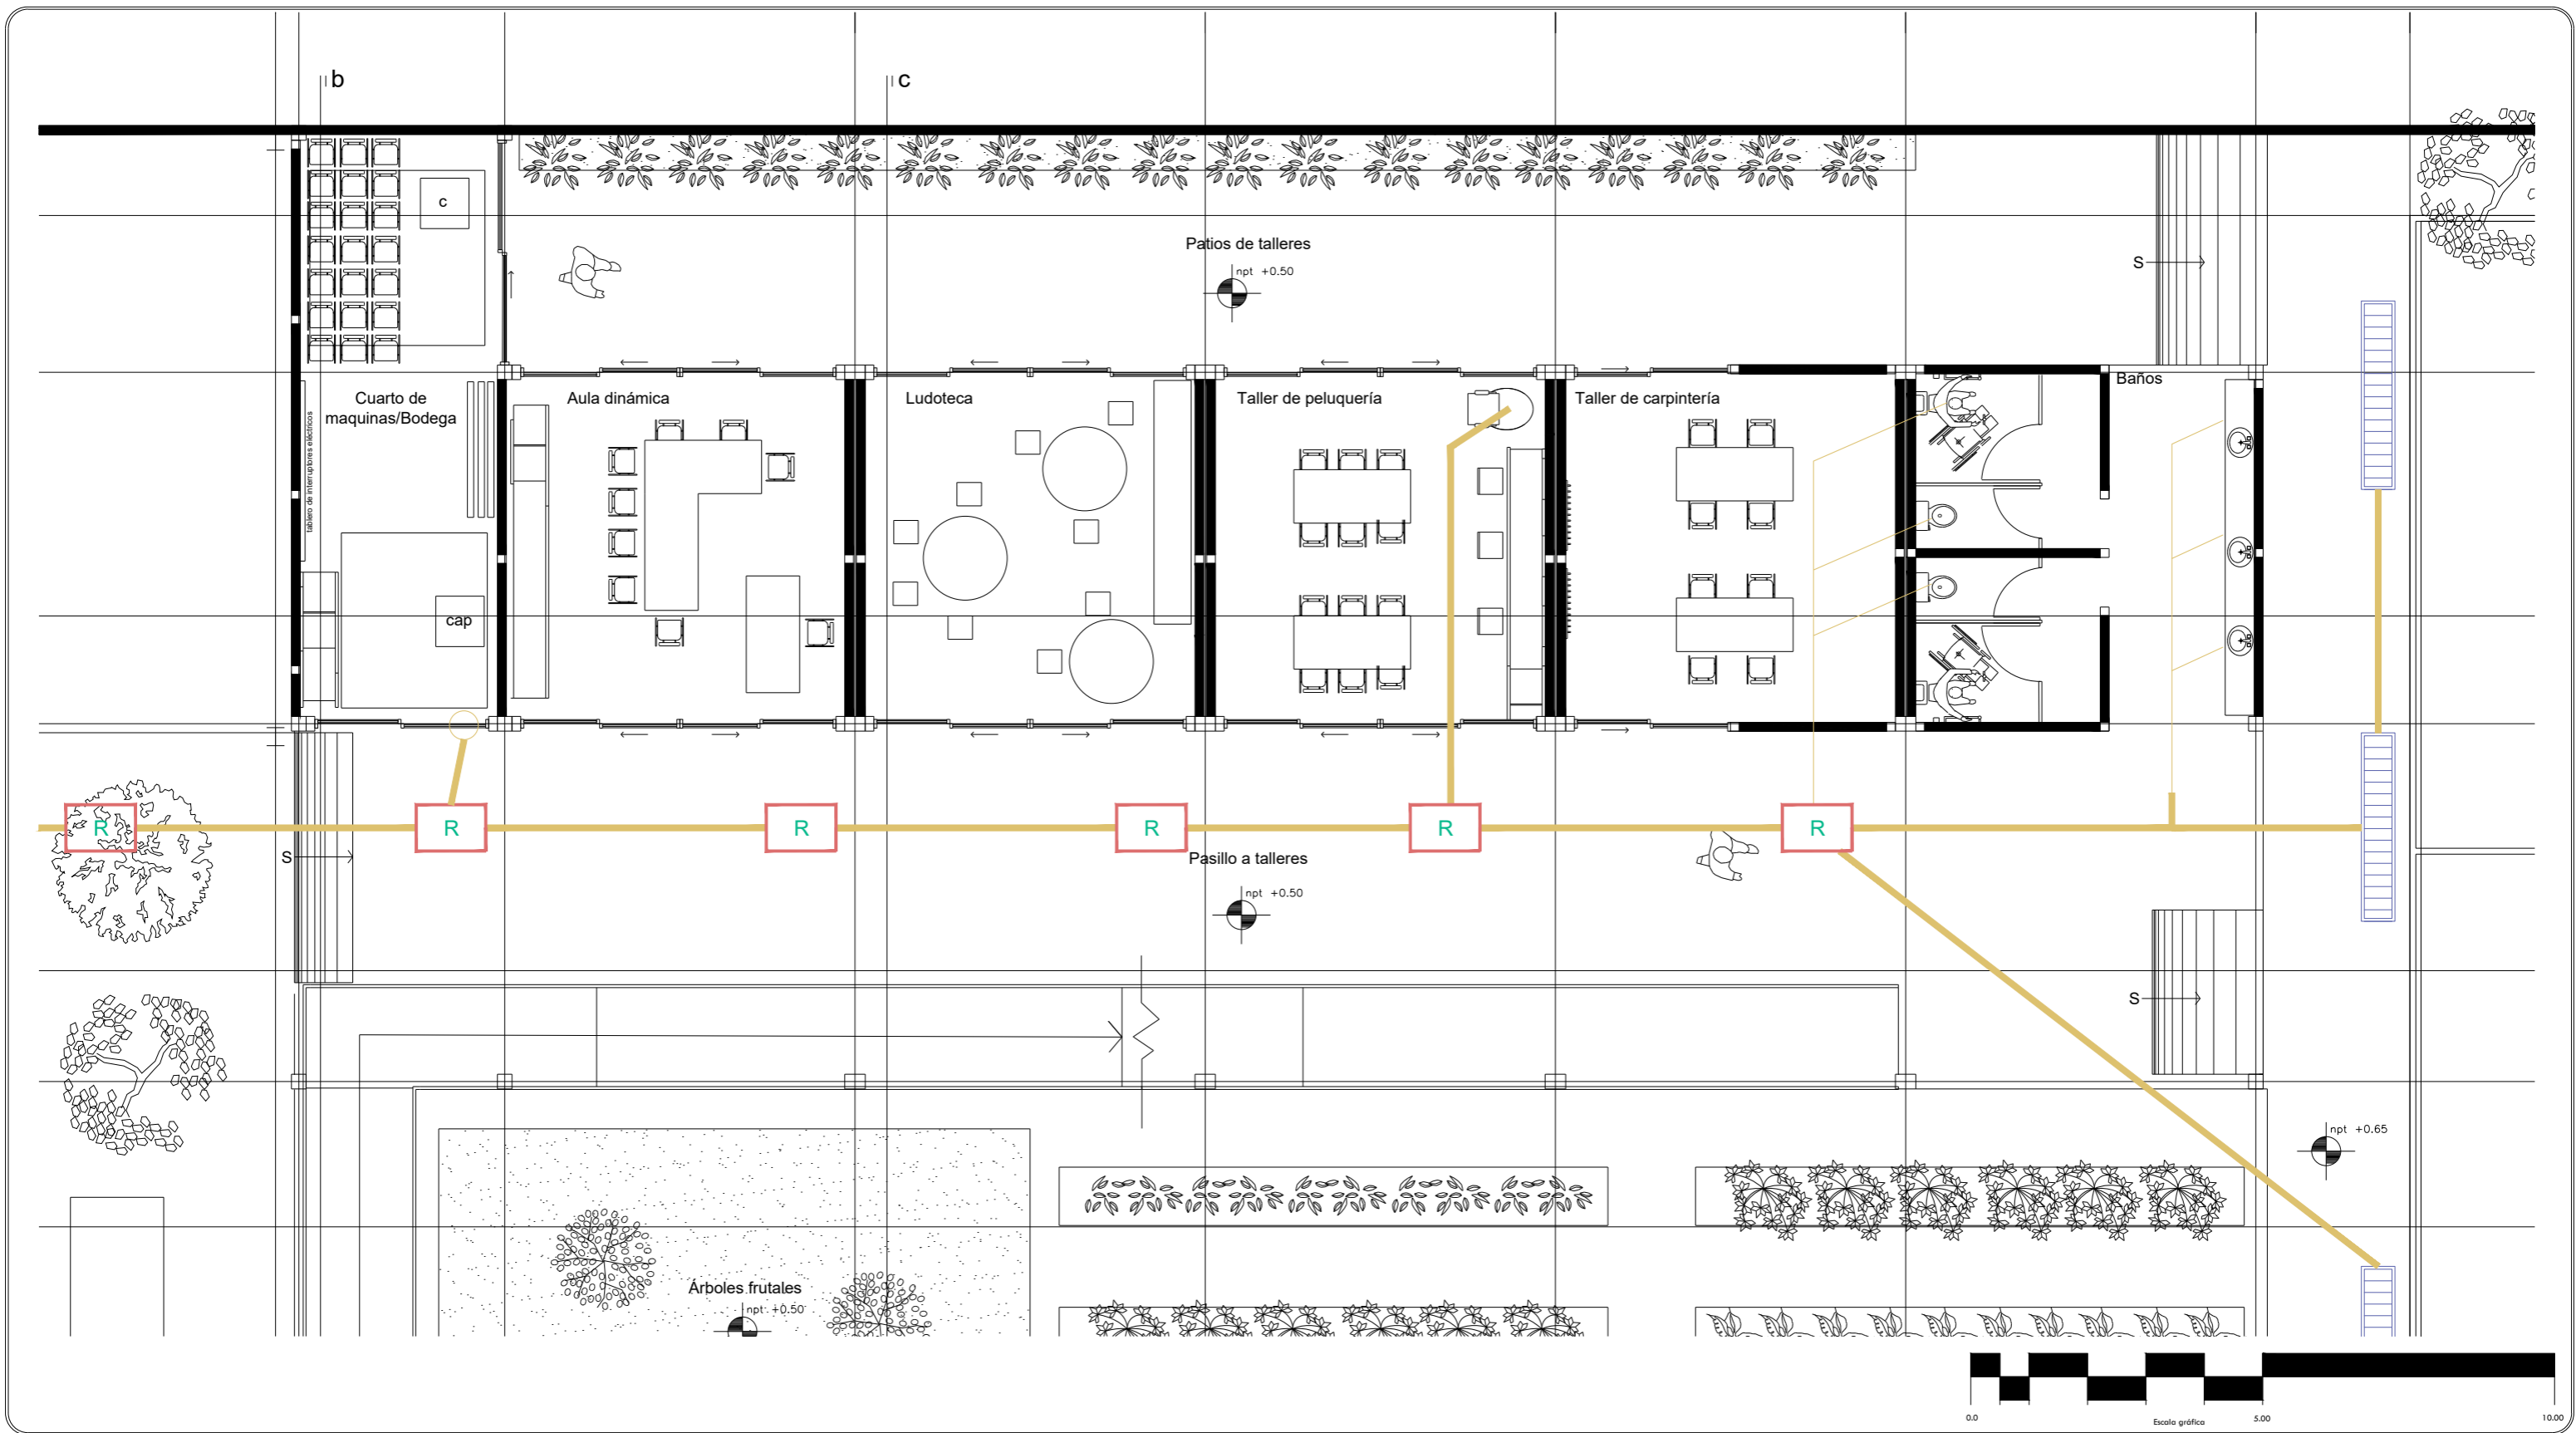 b
c
c
Patios de talleres
npt +0.50
S
Cuarto de
maquinas/Bodega
Aula dinámica
Ludoteca
Taller de peluquería
Taller de carpintería
Baños
tablero de interruptores eléctricos
cap
R
R
R
R
R
R
S
Pasillo a talleres
npt +0.50
S
npt +0.65
Árboles frutales
npt +0.50
0.0
Escala gráfica
5.00
10.00